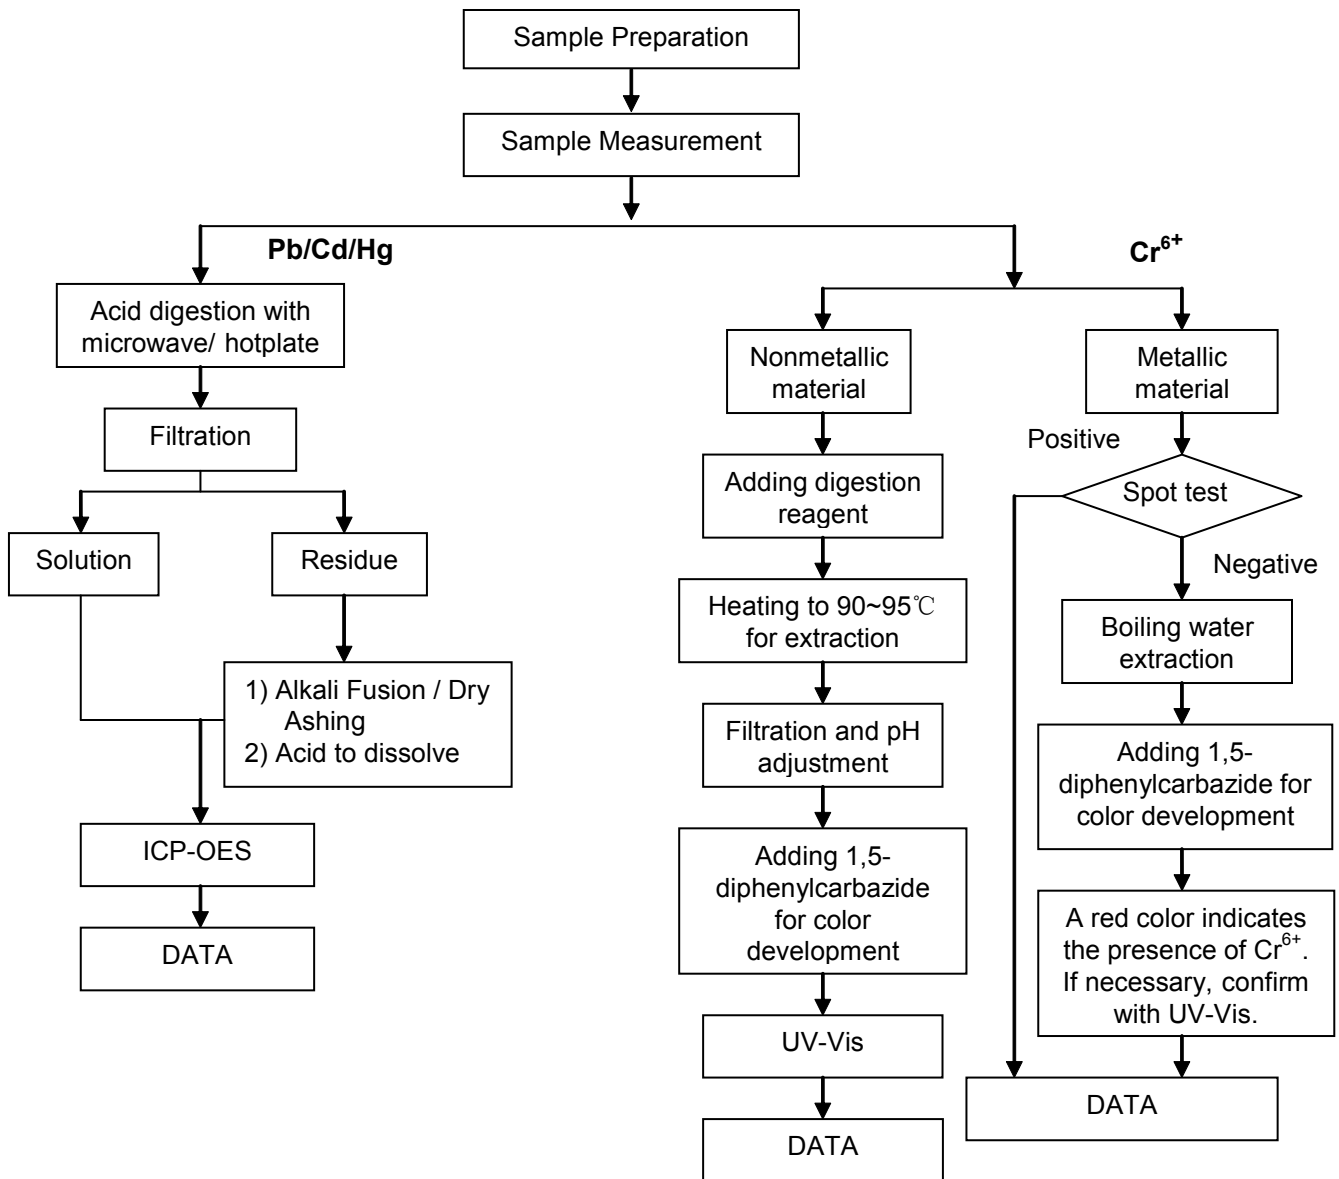 Sample Preparation
Sample Measurement
Pb/Cd/Hg
Acid digestion with
microwave/ hotplate
Filtration
Solution
Residue
1) Alkali Fusion / Dry
Ashing
2) Acid to dissolve
ICP-OES
DATA
Cr⁶⁺
Nonmetallic
material
Adding digestion
reagent
Heating to 90~95℃
for extraction
Filtration and pH
adjustment
Adding 1,5-
diphenylcarbazide
for color
development
UV-Vis
DATA
Metallic
material
Positive
Spot test
Negative
Boiling water
extraction
Adding 1,5-
diphenylcarbazide for
color development
A red color indicates
the presence of Cr⁶⁺.
If necessary, confirm
with UV-Vis.
DATA